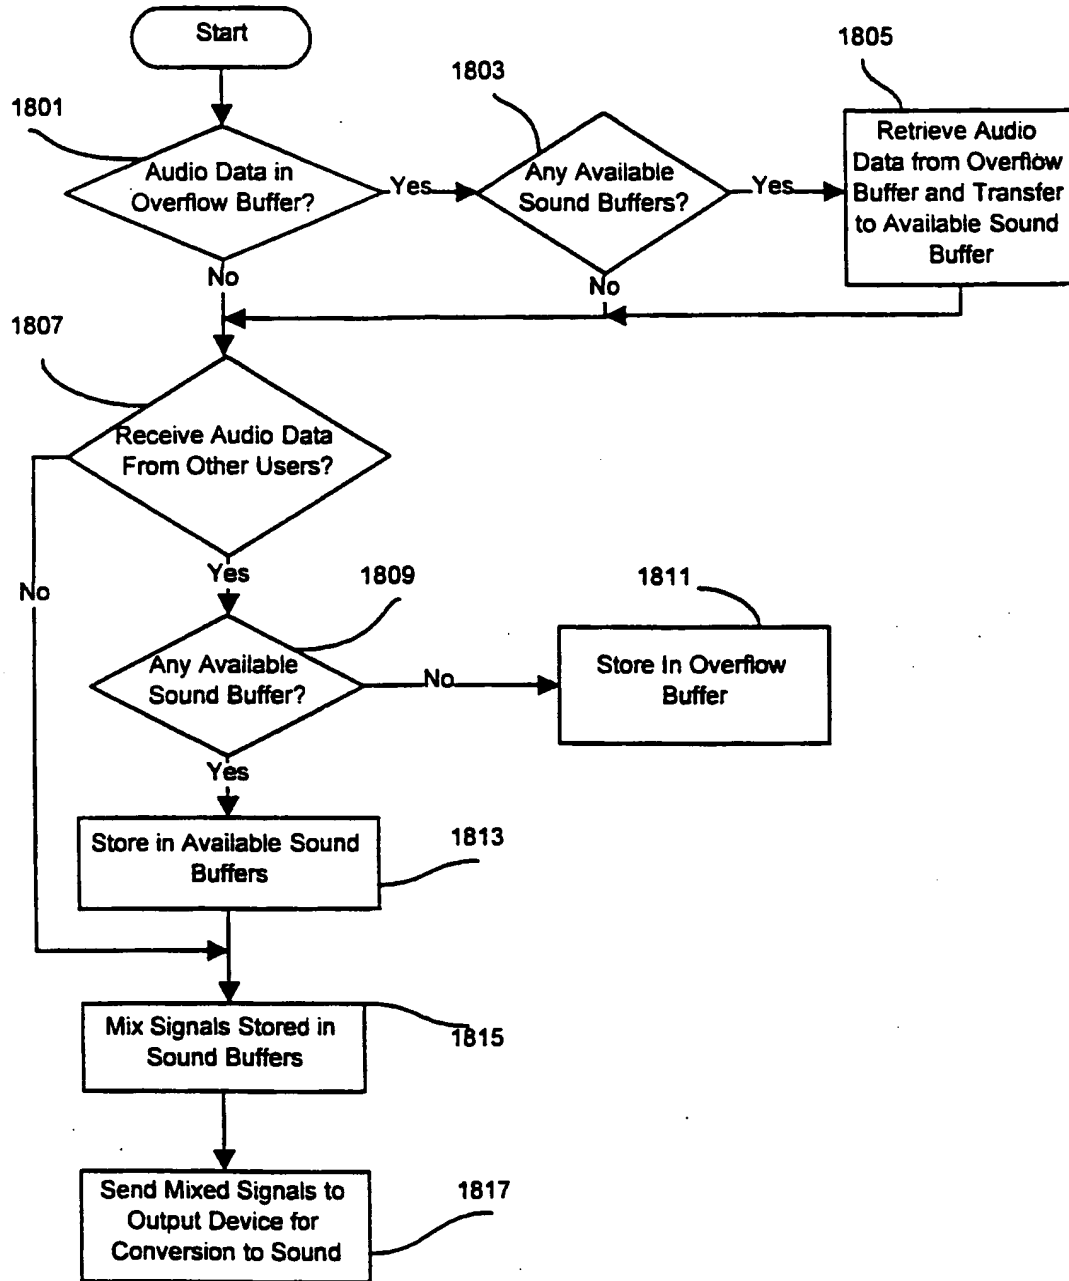 Start
1801
Audio Data in
Overflow Buffer?
Yes
No
1803
Any Available
Sound Buffers?
Yes
No
1805
Retrieve Audio
Data from Overflow
Buffer and Transfer
to Available Sound
Buffer
1807
Receive Audio Data
From Other Users?
No
Yes
1809
Any Available
Sound Buffer?
No
Yes
1811
Store In Overflow
Buffer
Store in Available Sound
Buffers
1813
Mix Signals Stored in
Sound Buffers
1815
Send Mixed Signals to
Output Device for
Conversion to Sound
1817